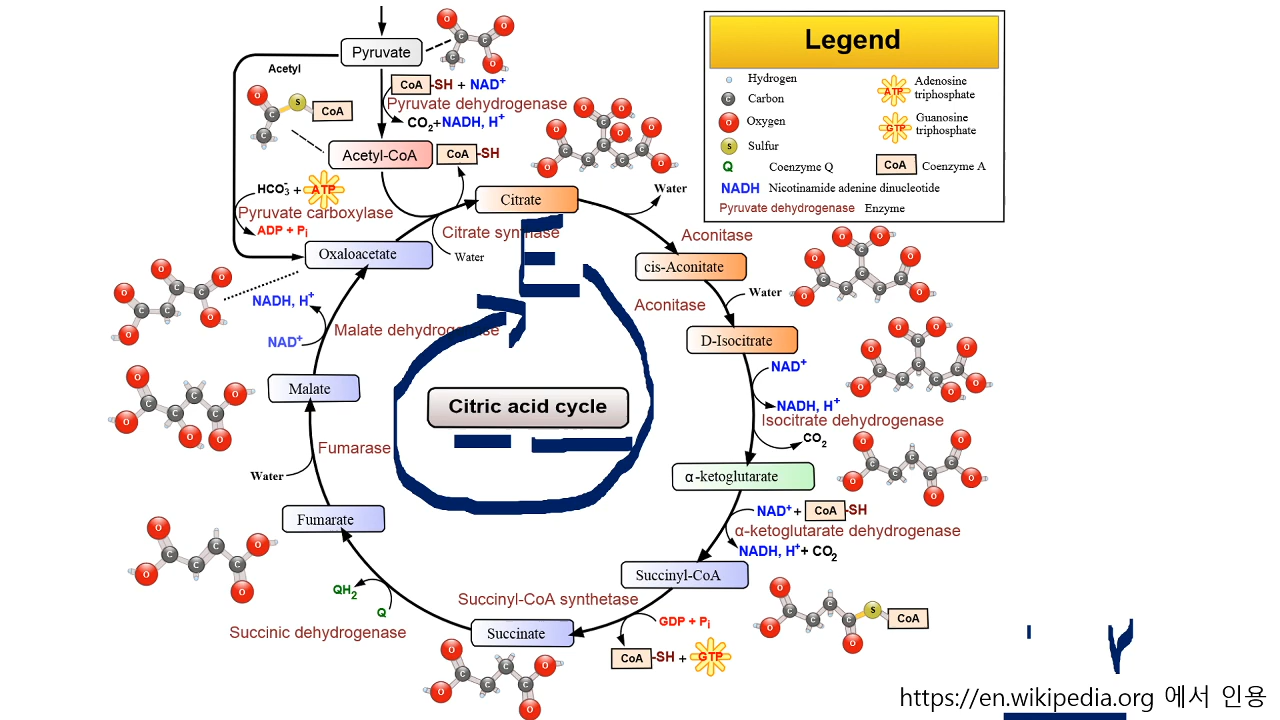 Pyruvate
Acetyl
CoA-SH + NAD+
Pyruvate dehydrogenase
CO2+NADH, H+
S CoA
Acetyl-CoA
CoA-SH
HCO3- + ATP
Pyruvate carboxylase
ADP + Pi
Oxaloacetate
Citrate
Citrate synthase
Water
Water
Aconitase
cis-Aconitate
Aconitase
Water
D-Isocitrate
NAD+
NADH, H+
Isocitrate dehydrogenase
CO2
α-ketoglutarate
NAD+ + CoA-SH
α-ketoglutarate dehydrogenase
NADH, H+ + CO2
Succinyl-CoA
S CoA
Succinyl-CoA synthetase
GDP + Pi
CoA-SH + GTP
Succinate
QH2
Q
Succinic dehydrogenase
Fumarate
Water
Fumarase
Malate
NADH, H+
NAD+
Malate dehydrogenase
Citric acid cycle
E
Legend
Hydrogen
Carbon
Oxygen
Sulfur
Q Coenzyme Q
ATP Adenosine
triphosphate
GTP Guanosine
triphosphate
CoA Coenzyme A
NADH Nicotinamide adenine dinucleotide
Pyruvate dehydrogenase Enzyme
https://en.wikipedia.org 에서 인용